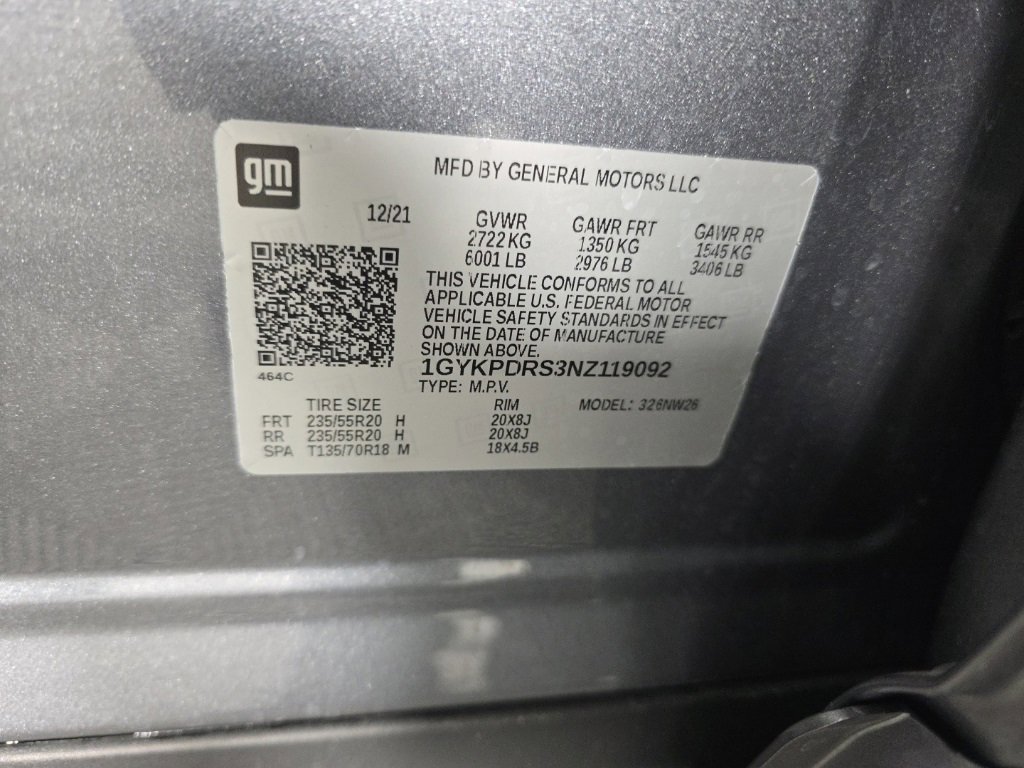 gm
MFD BY GENERAL MOTORS LLC
12/21 GVWR GAWR FRT GAWR RR
2722 KG 1350 KG 1545 KG
6001 LB 2976 LB 3406 LB
THIS VEHICLE CONFORMS TO ALL
APPLICABLE U.S. FEDERAL MOTOR
VEHICLE SAFETY STANDARDS IN EFFECT
ON THE DATE OF MANUFACTURE
SHOWN ABOVE.
464C
1GYKPDRS3NZ119092
TYPE: M.P.V. MODEL: 326NW26
TIRE SIZE RIM
FRT 235/55R20 H 20X8J
RR 235/55R20 H 20X8J
SPA T135/70R18 M 18X4.5B